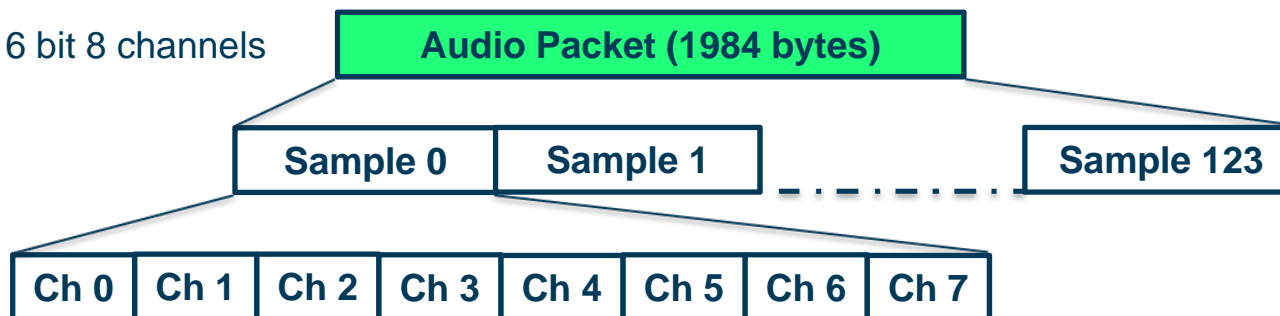 6 bit 8 channels
Audio Packet (1984 bytes)
Sample 0 Sample 1 Sample 123
Ch 0 Ch 1 Ch 2 Ch 3 Ch 4 Ch 5 Ch 6 Ch 7